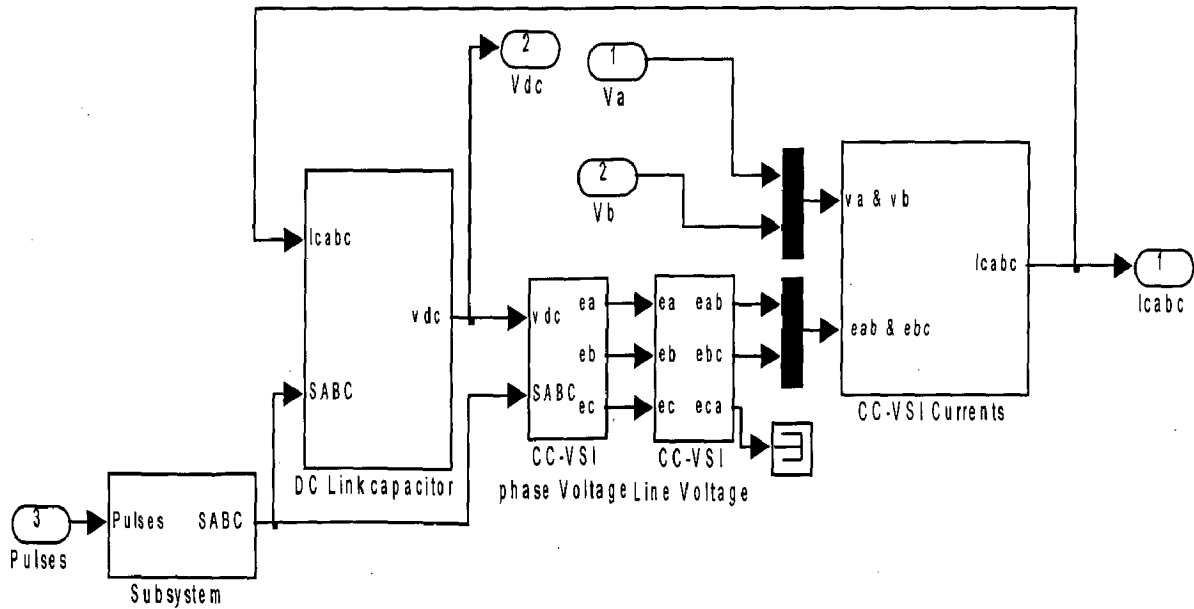 2
Vdc
1
Va
2
Vb
Icabc
vdc
SABC
DC Linkcapacitor
vdc
SABC
ea
eb
ec
CC-VSI
phase Voltage
ea
eb
ec
eab
ebc
eca
CC-VSI
Line Voltage
va & vb
eab & ebc
Icabc
CC-VSI Currents
1
Icabc
3
Pulses
Pulses
SABC
Subsystem